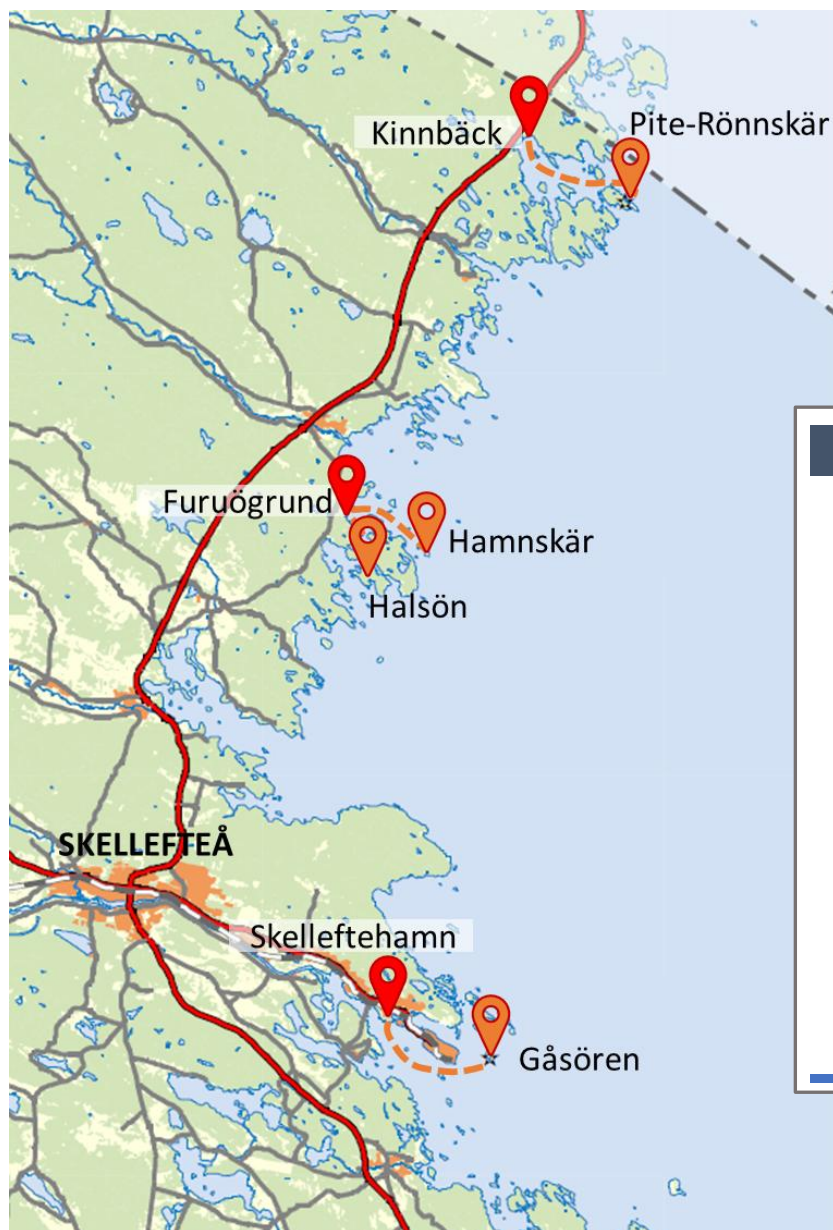 Kinnbäck
Pite-Rönnskär
Furuögrund
Hamnskär
Halsön
SKELLEFTEÅ
Skelleftehamn
Gåsören